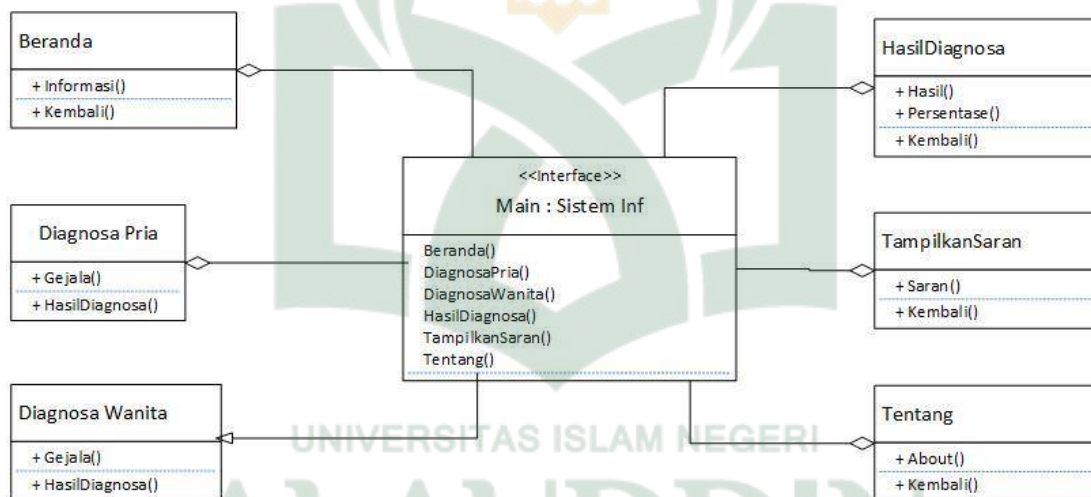 Beranda
+ Informasi()
+ Kembali()
Diagnosa Pria
+ Gejala()
+ HasilDiagnosa()
Diagnosa Wanita
+ Gejala()
+ HasilDiagnosa()
<<Interface>>
Main : Sistem Inf
Beranda()
DiagnosaPria()
DiagnosaWanita()
HasilDiagnosa()
TampilkanSaran()
Tentang()
HasilDiagnosa
+ Hasil()
+ Persentase()
+ Kembali()
TampilkanSaran
+ Saran()
+ Kembali()
Tentang
+ About()
+ Kembali()
UNIVERSITAS ISLAM NEGERI